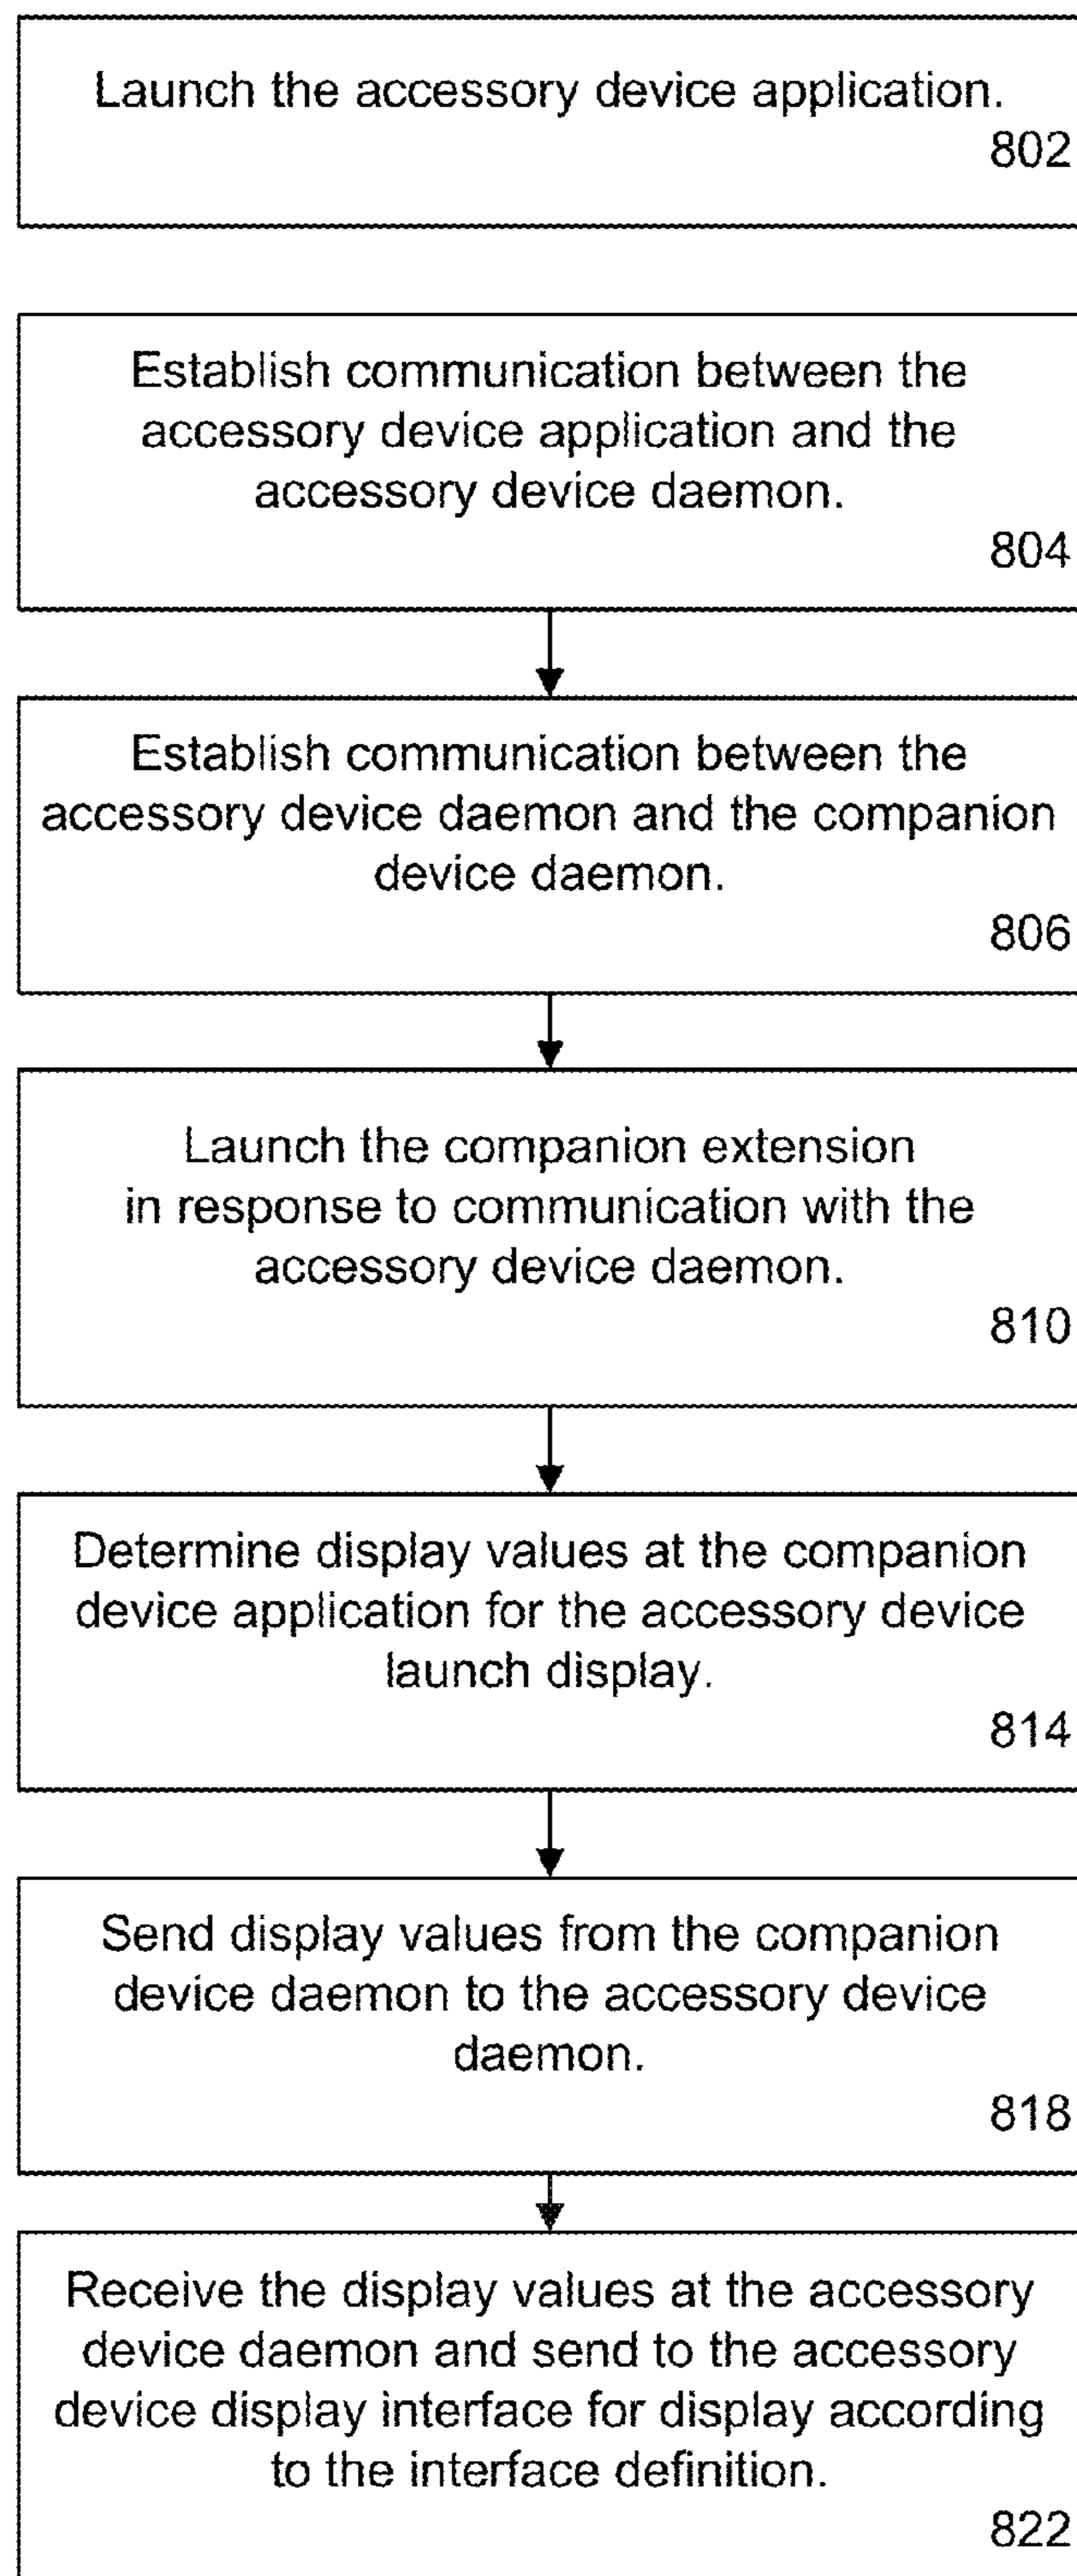 Launch the accessory device application.
802
Establish communication between the
accessory device application and the
accessory device daemon.
804
Establish communication between the
accessory device daemon and the companion
device daemon.
806
Launch the companion extension
in response to communication with the
accessory device daemon.
810
Determine display values at the companion
device application for the accessory device
launch display.
814
Send display values from the companion
device daemon to the accessory device
daemon.
818
Receive the display values at the accessory
device daemon and send to the accessory
device display interface for display according
to the interface definition.
822